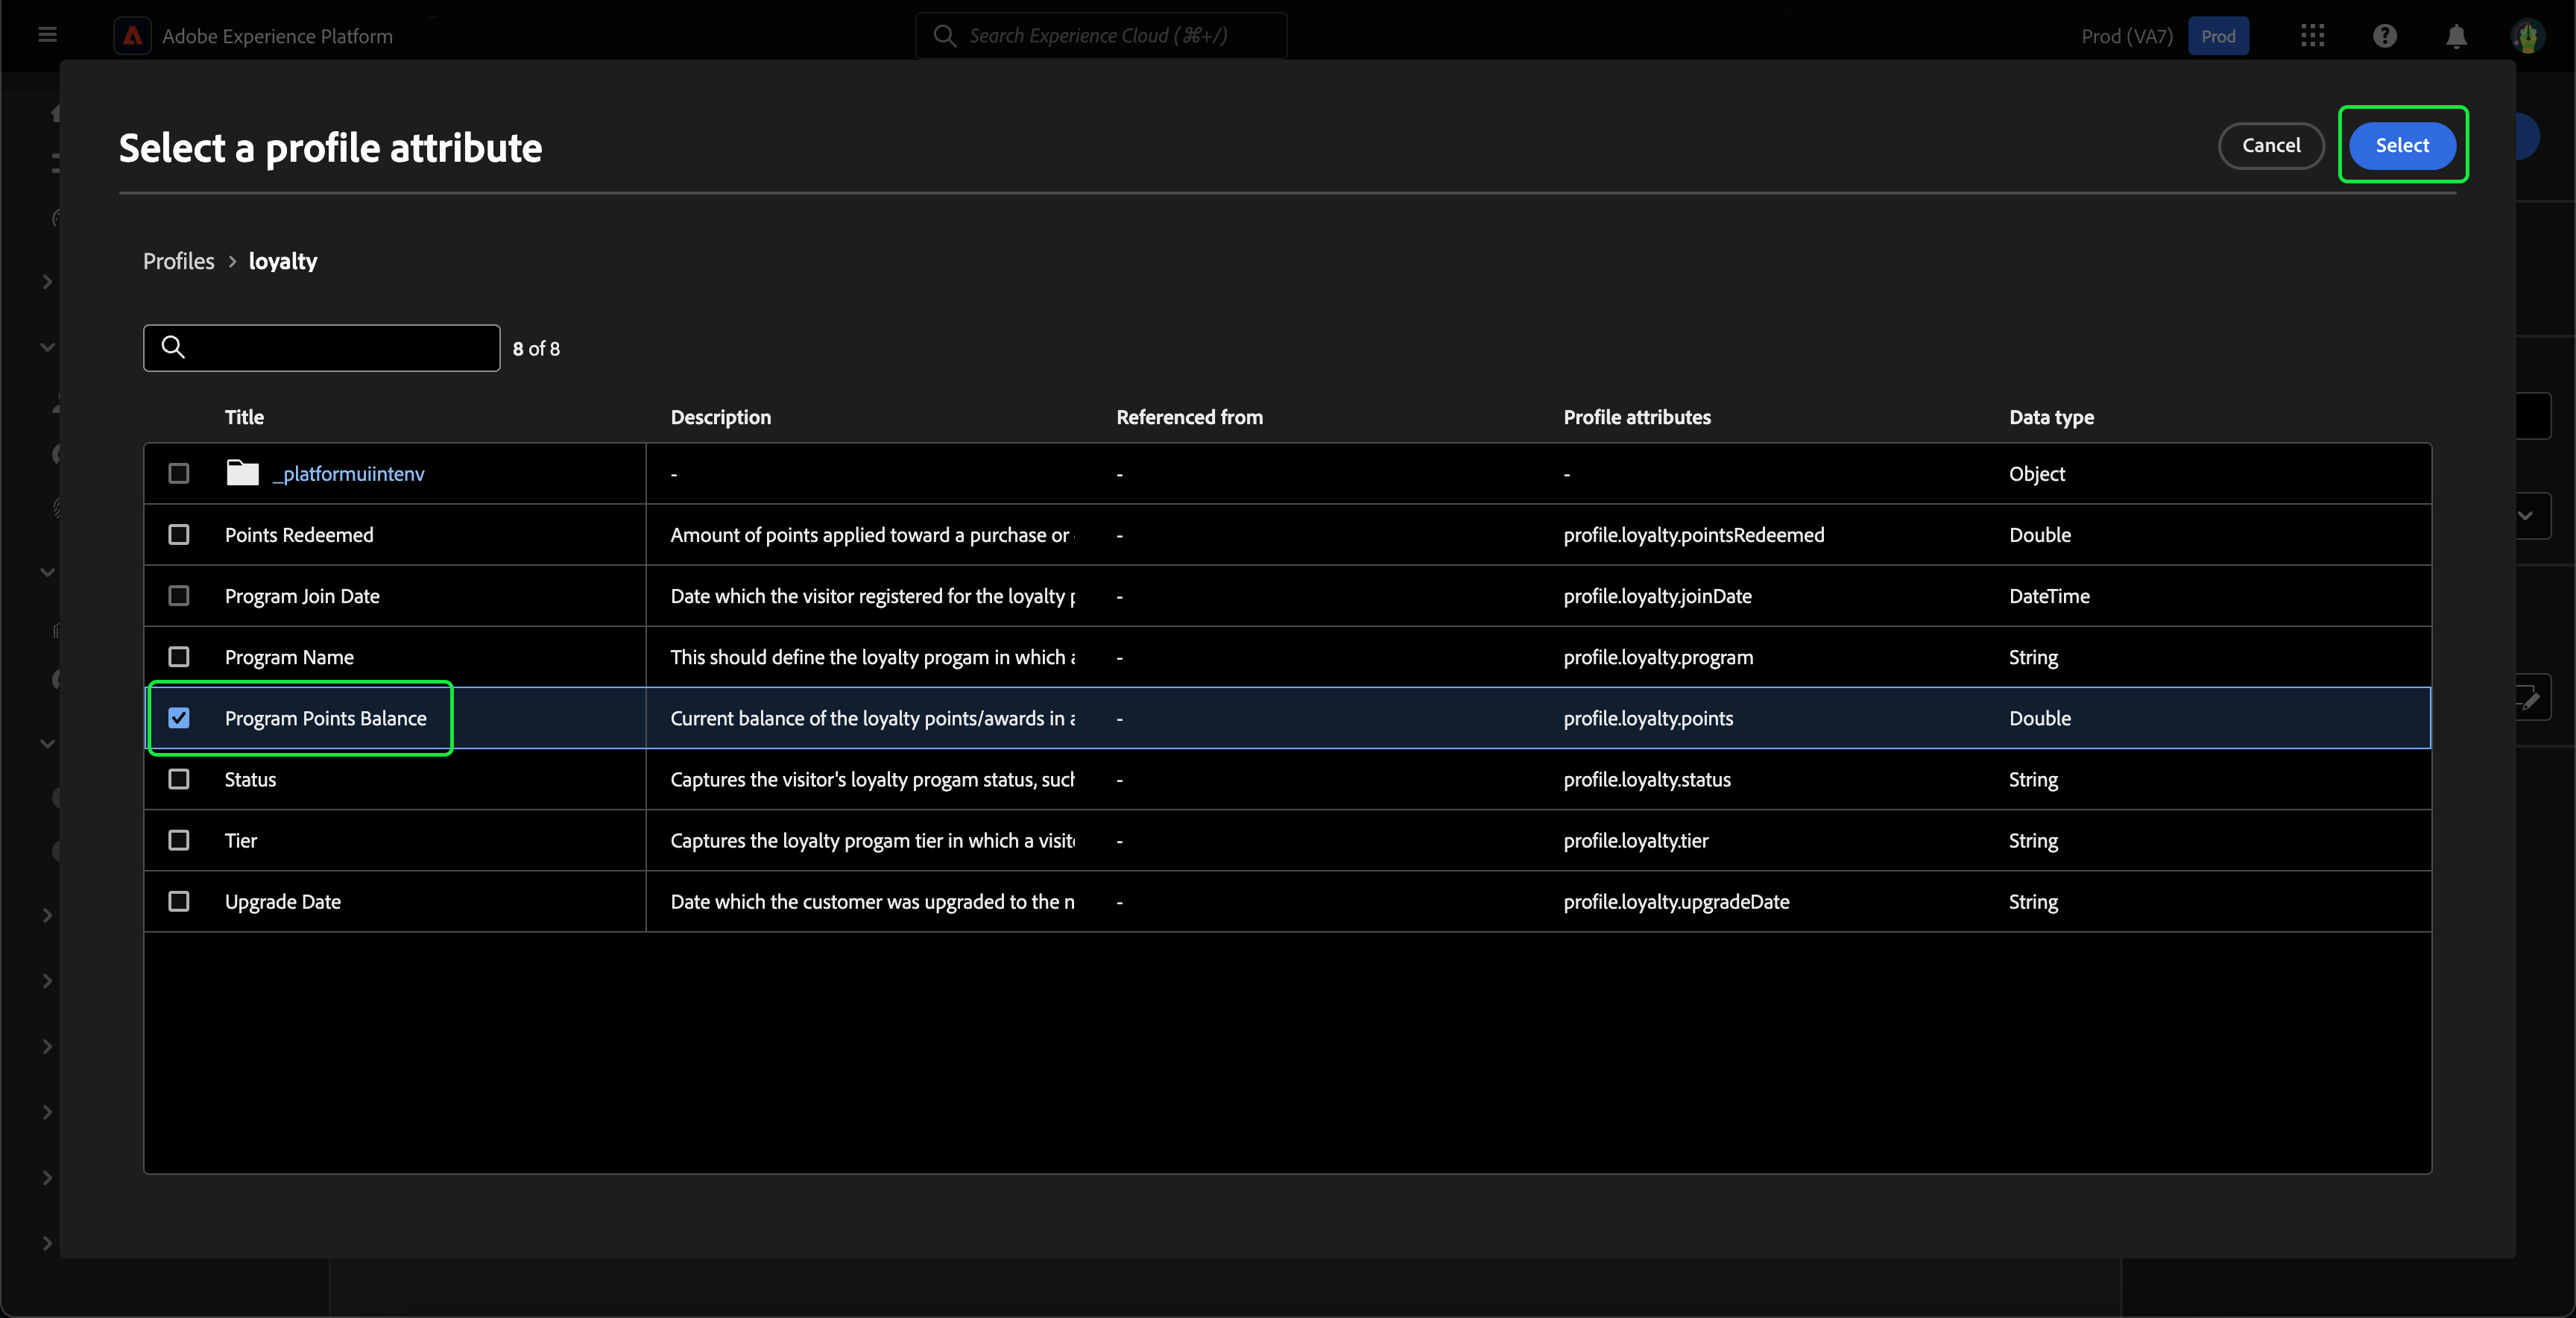 Adobe Experience Platform
Search Experience Cloud (⌘+/)
Prod (VA7)
Prod
Select a profile attribute
Cancel
Select
Profiles > loyalty
8 of 8
Title Description Referenced from Profile attributes Data type
_platformuiintenv - - - Object
Points Redeemed Amount of points applied toward a purchase or - profile.loyalty.pointsRedeemed Double
Program Join Date Date which the visitor registered for the loyalty - profile.loyalty.joinDate DateTime
Program Name This should define the loyalty progam in which - profile.loyalty.program String
Program Points Balance Current balance of the loyalty points/awards in - profile.loyalty.points Double
Status Captures the visitor's loyalty progam status, such - profile.loyalty.status String
Tier Captures the loyalty progam tier in which a - profile.loyalty.tier String
Upgrade Date Date which the customer was upgraded to the - profile.loyalty.upgradeDate String